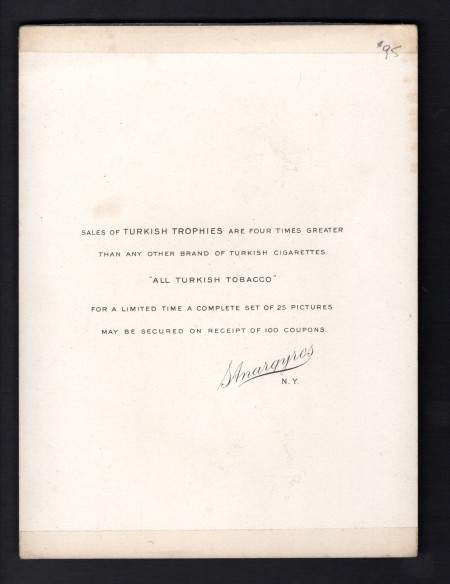 $95
SALES OF TURKISH TROPHIES ARE FOUR TIMES GREATER
THAN ANY OTHER BRAND OF TURKISH CIGARETTES.
"ALL TURKISH TOBACCO"
FOR A LIMITED TIME A COMPLETE SET OF 25 PICTURES
MAY BE SECURED ON RECEIPT OF 100 COUPONS.
S Anargyros
N.Y.